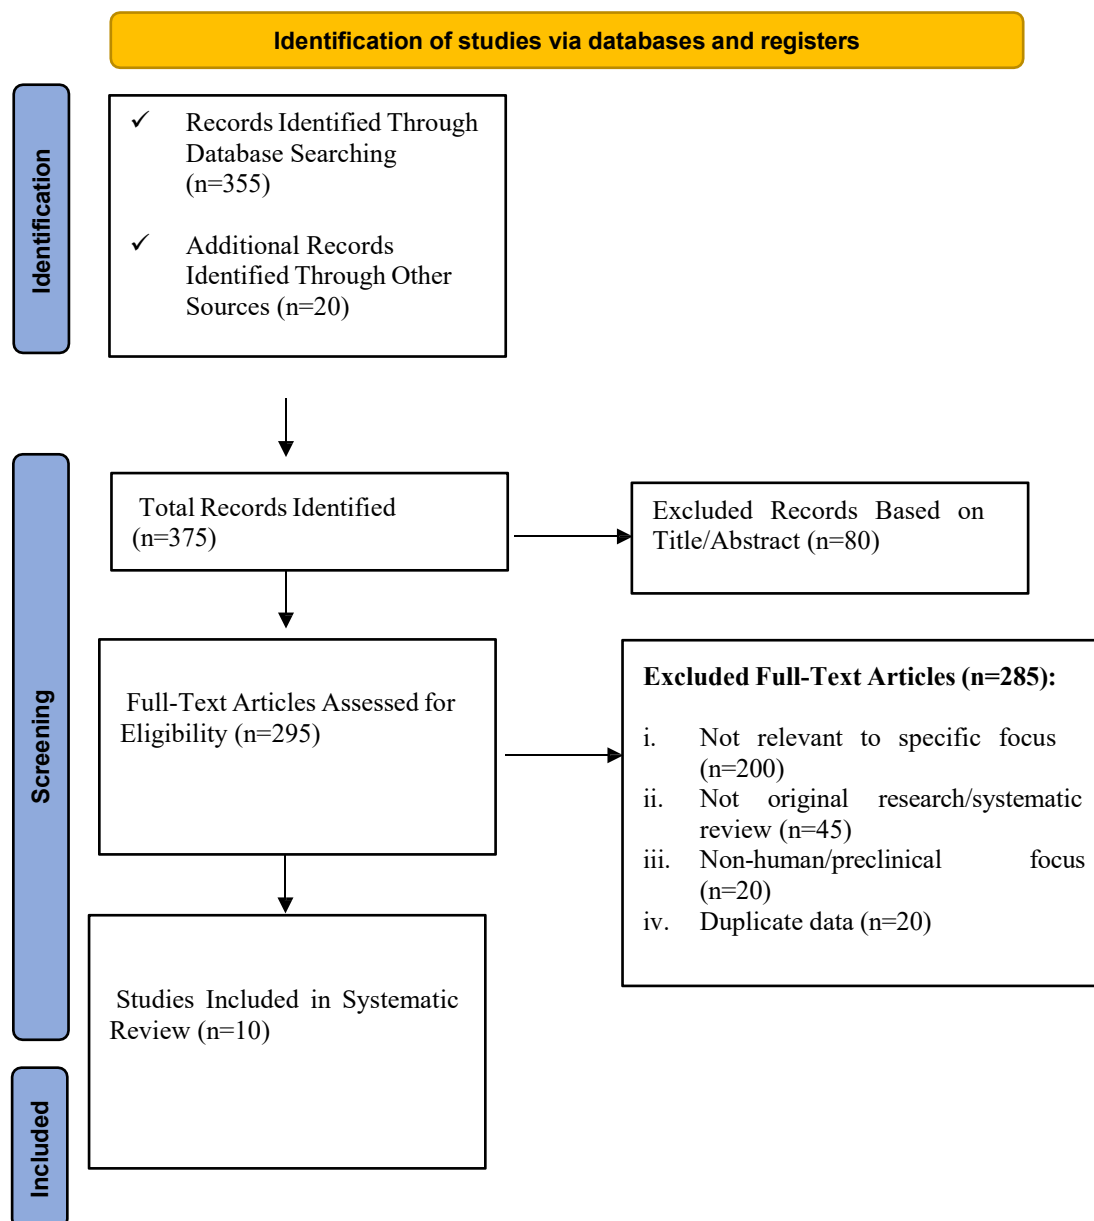 Identification of studies via databases and registers
Identification
✓ Records Identified Through
Database Searching
(n=355)
✓ Additional Records
Identified Through Other
Sources (n=20)
Screening
Total Records Identified
(n=375)
Excluded Records Based on
Title/Abstract (n=80)
Full-Text Articles Assessed for
Eligibility (n=295)
Excluded Full-Text Articles (n=285):
i. Not relevant to specific focus
(n=200)
ii. Not original research/systematic
review (n=45)
iii. Non-human/preclinical focus
(n=20)
iv. Duplicate data (n=20)
Included
Studies Included in Systematic
Review (n=10)